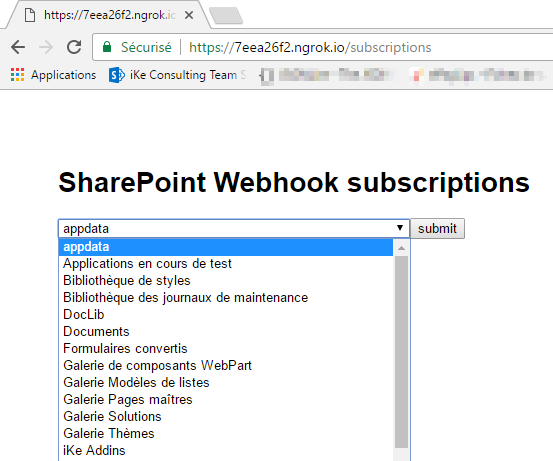 https://7eea26f2.ngrok.io
Sécurisé https://7eea26f2.ngrok.io/subscriptions
Applications iKe Consulting Team
SharePoint Webhook subscriptions
appdata submit
appdata
Applications en cours de test
Bibliothèque de styles
Bibliothèque des journaux de maintenance
DocLib
Documents
Formulaires convertis
Galerie de composants WebPart
Galerie Modèles de listes
Galerie Pages maîtres
Galerie Solutions
Galerie Thèmes
iKe Addins